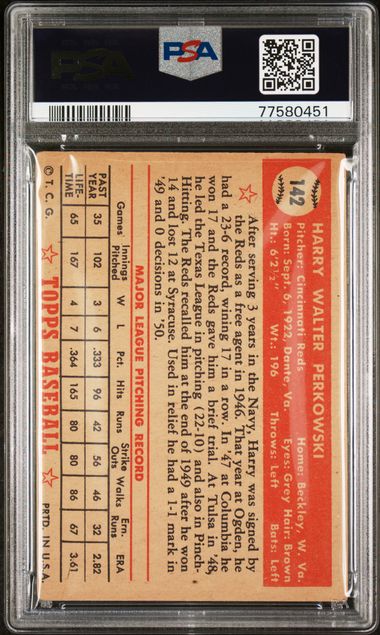 PSA
PSA
77580451
142
HARRY WALTER PERKOWSKI
Pitcher: Cincinnati Reds Home: Beckley, W. Va.
Born: Sept. 6, 1922, Dante, Va. Eyes: Grey Hair: Brown
Ht.: 6'2½" Wt.: 196 Throws: Left Bats: Left
After serving 3 years in the Navy, Harry was signed by
the Reds as a free agent in 1946. That year at Ogden, he
had a 23-6 record, wining 17 in a row. In '47 at Columbia he
won 17 and the Reds gave him a brief trial. At Tulsa in '48,
he led the Texas League in pitching (22-10) and also in Pinch-
Hitting. The Reds recalled him at the end of 1949 after he won
14 and lost 12 at Syracuse. Used in relief he had a 1-1 mark in
'49 and 0 decisions in '50.
MAJOR LEAGUE PITCHING RECORD
Games Innings Pitched W L Pct. Hits Runs Strike Outs Walks Ern. Runs ERA
PAST YEAR 35 102 3 6 .333 96 42 56 46 32 2.82
LIFE-TIME 65 167 4 7 .364 165 80 80 86 67 3.61
© T. C. G. TOPPS BASEBALL PRTD. IN U.S.A.